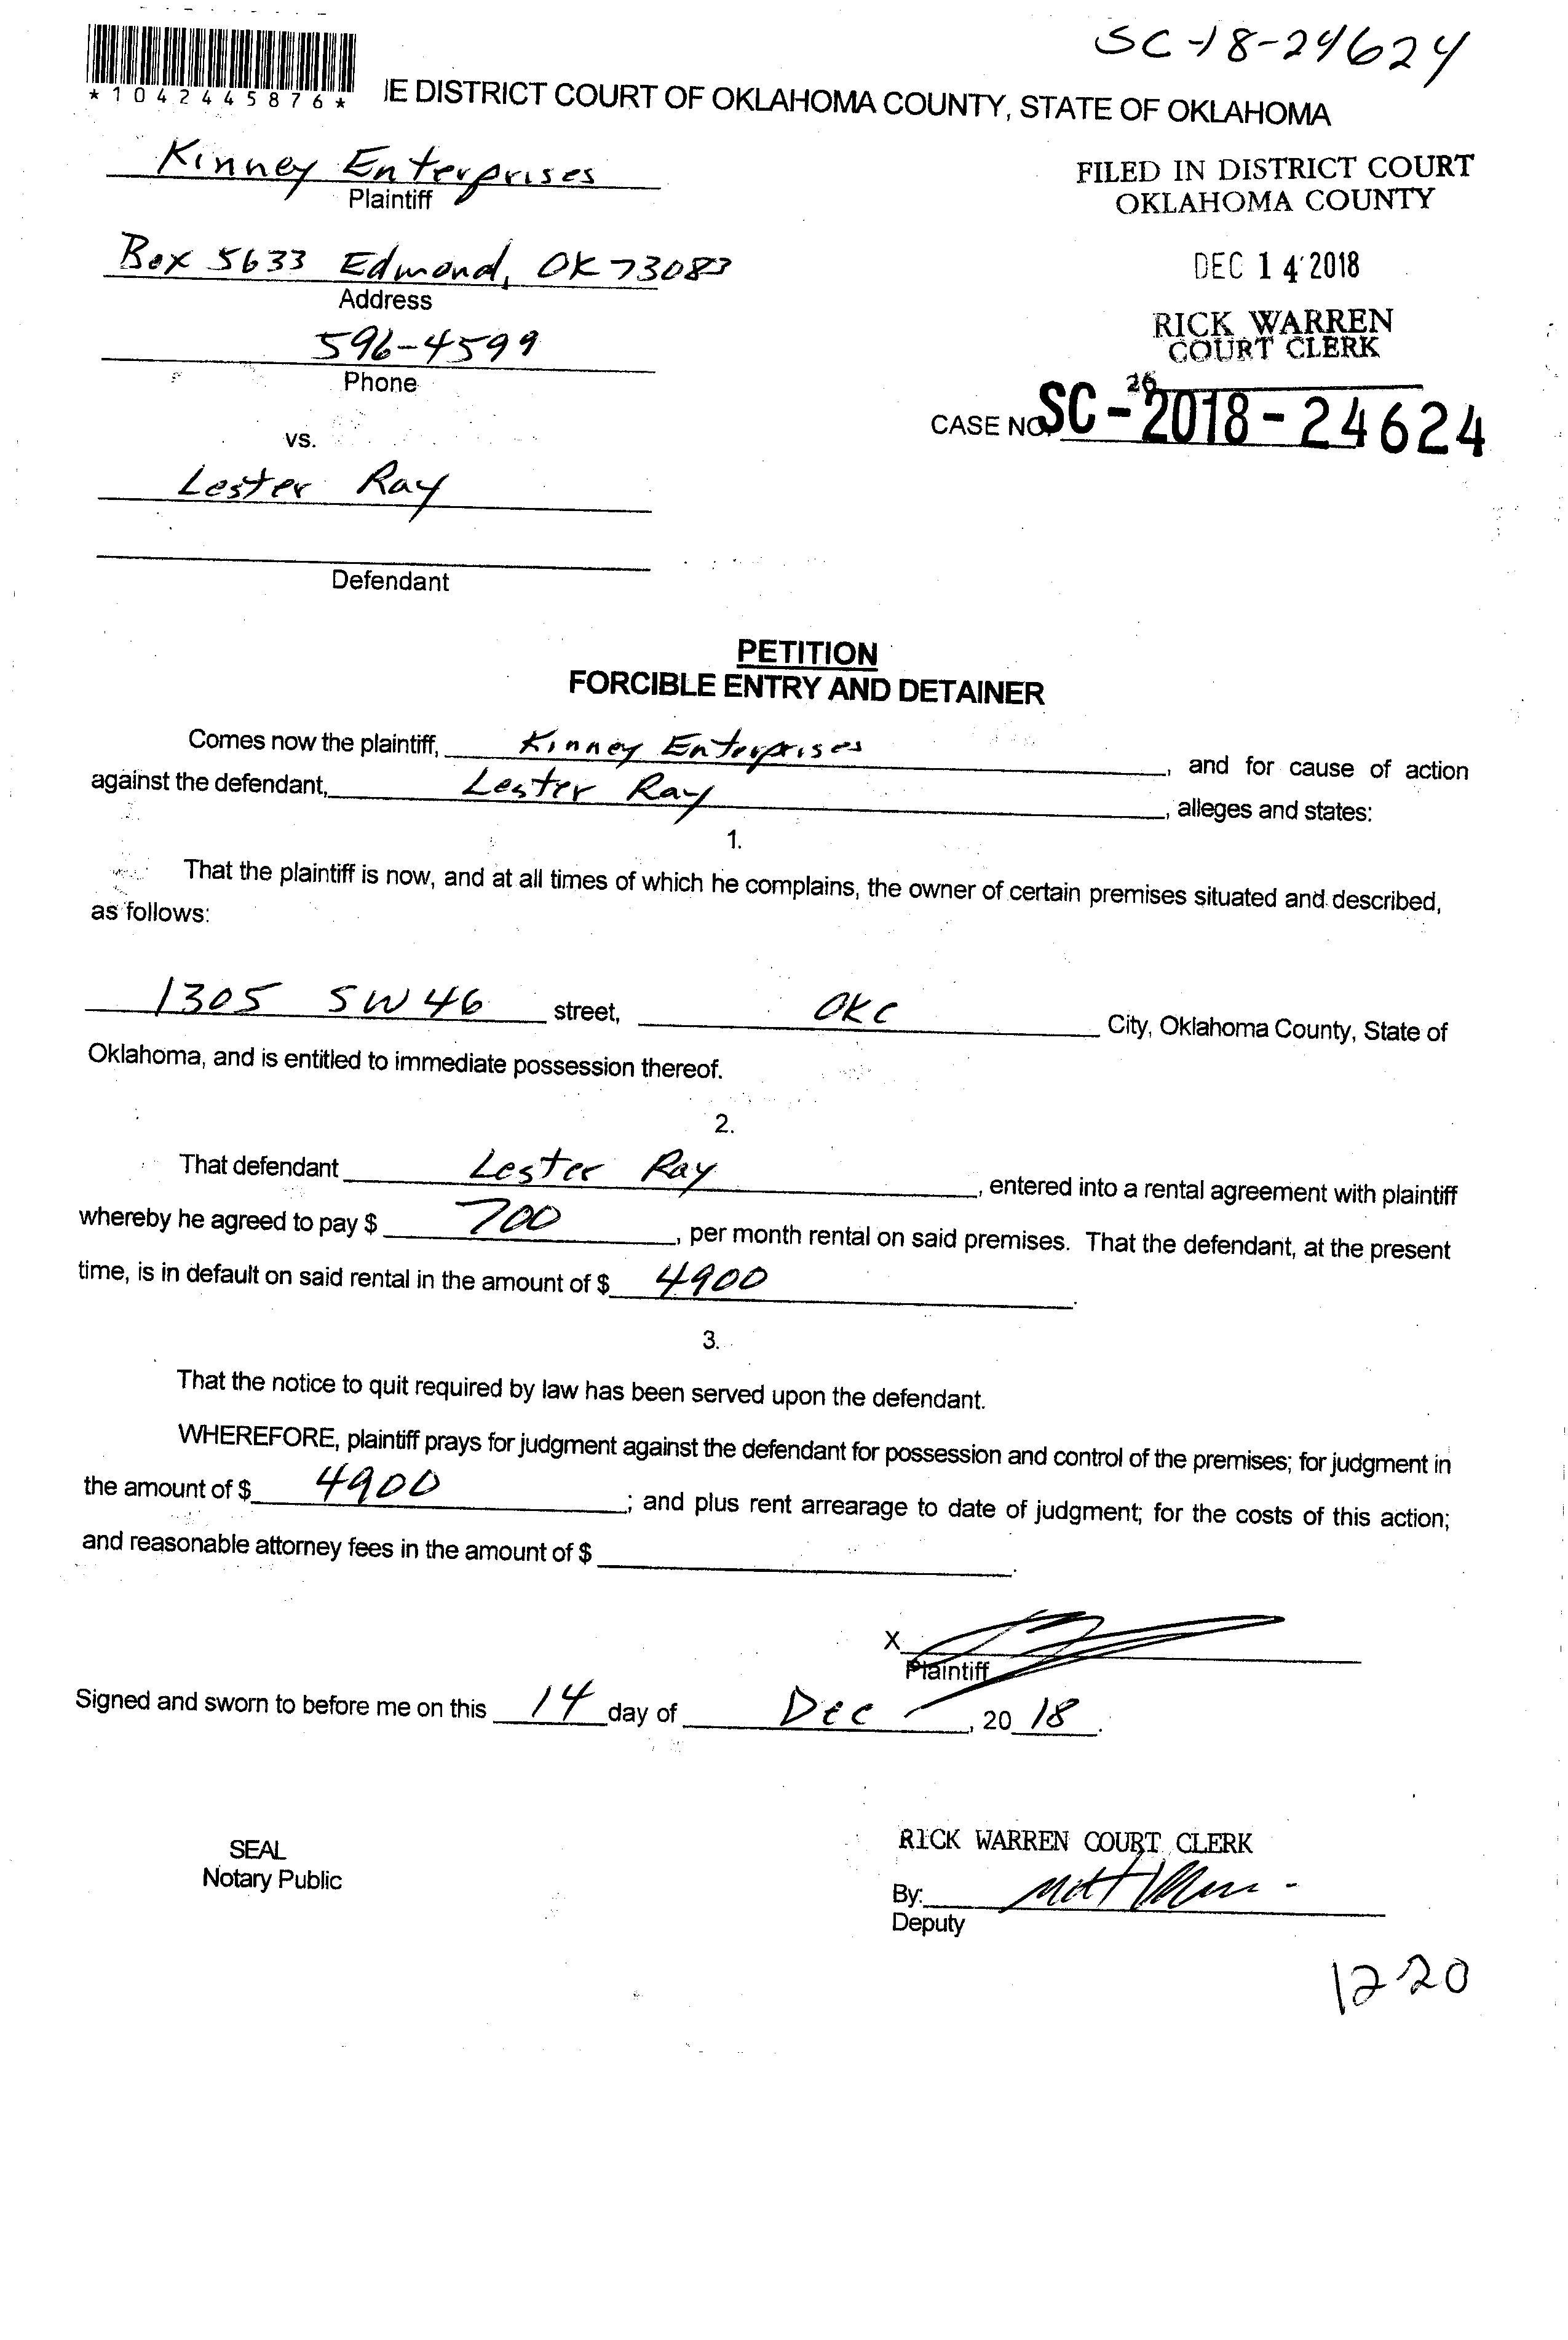 SC-18-24624
*1042445876*
IE DISTRICT COURT OF OKLAHOMA COUNTY, STATE OF OKLAHOMA
Kinney Enterprises
Plaintiff
FILED IN DISTRICT COURT
OKLAHOMA COUNTY
Box 5633 Edmond, OK 73083
Address
DEC 14 2018
596-4599
Phone
RICK WARREN
COURT CLERK
26
CASE NO. SC-2018-24624
vs.
Lester Ray
Defendant
PETITION
FORCIBLE ENTRY AND DETAINER
Comes now the plaintiff, Kinney Enterprises, and for cause of action
against the defendant, Lester Ray, alleges and states:
1.
That the plaintiff is now, and at all times of which he complains, the owner of certain premises situated and described,
as follows:
1305 SW 46 street, OKC City, Oklahoma County, State of
Oklahoma, and is entitled to immediate possession thereof.
2.
That defendant Lester Ray, entered into a rental agreement with plaintiff
whereby he agreed to pay $ 700, per month rental on said premises. That the defendant, at the present
time, is in default on said rental in the amount of $ 4900.
3.
That the notice to quit required by law has been served upon the defendant.
WHEREFORE, plaintiff prays for judgment against the defendant for possession and control of the premises; for judgment in
the amount of $ 4900; and plus rent arrearage to date of judgment; for the costs of this action;
and reasonable attorney fees in the amount of $ .
X
Plaintiff
Signed and sworn to before me on this 14 day of Dec, 20 18.
SEAL
Notary Public
RICK WARREN COURT CLERK
By:
Deputy
1220